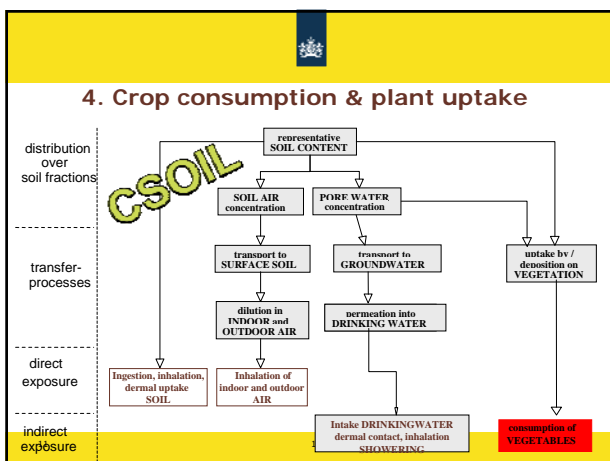 4. Crop consumption & plant uptake
distribution
over
soil fractions
representative
SOIL CONTENT
CSOIL
SOIL AIR
concentration
PORE WATER
concentration
transfer-
processes
transport to
SURFACE SOIL
transport to
GROUNDWATER
uptake by /
deposition on
VEGETATION
dilution in
INDOOR and
OUTDOOR AIR
permeation into
DRINKING WATER
direct
exposure
Ingestion, inhalation,
dermal uptake
SOIL
Inhalation of
indoor and outdoor
AIR
indirect
exposure
Intake DRINKINGWATER
dermal contact, inhalation
SHOWERING
consumption of
VEGETABLES